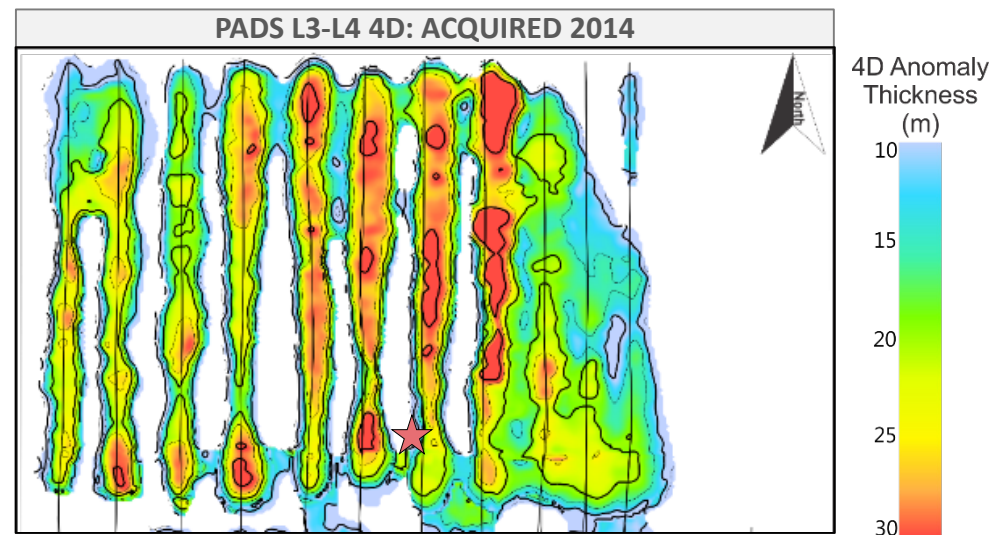 PADS L3-L4 4D: ACQUIRED 2014
North
4D Anomaly
Thickness
(m)
10
15
20
25
30